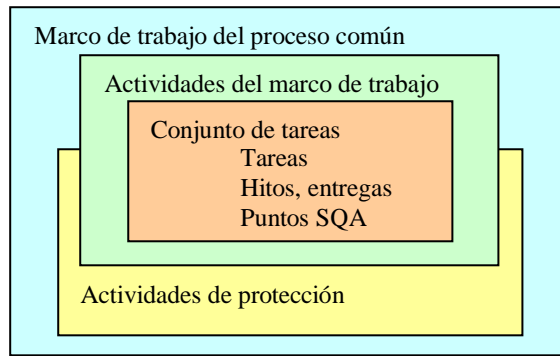 Marco de trabajo del proceso común
Actividades del marco de trabajo
Conjunto de tareas
Tareas
Hitos, entregas
Puntos SQA
Actividades de protección